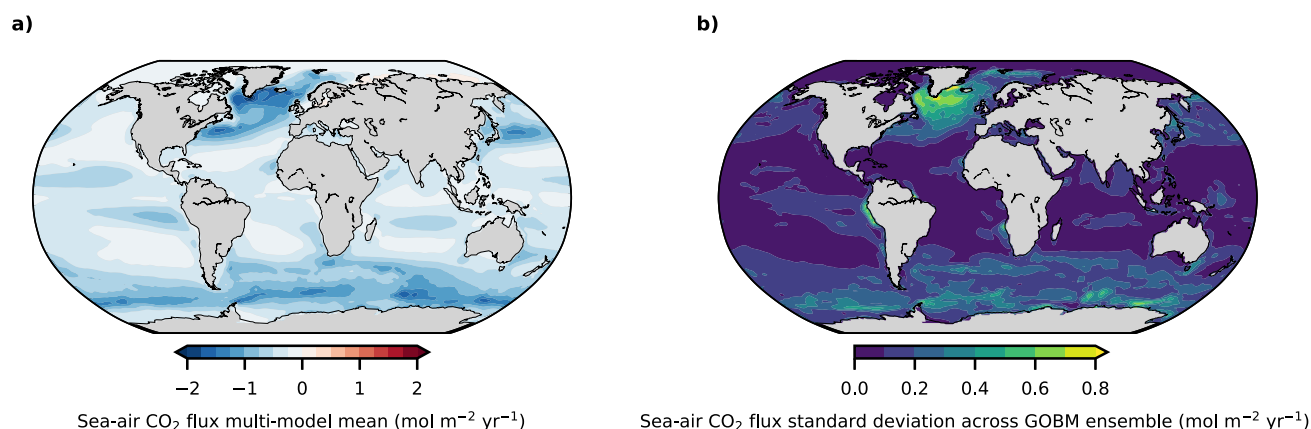 a)
b)
−2 −1 0 1 2
Sea-air CO₂ flux multi-model mean (mol m⁻² yr⁻¹)
0.0 0.2 0.4 0.6 0.8
Sea-air CO₂ flux standard deviation across GOBM ensemble (mol m⁻² yr⁻¹)